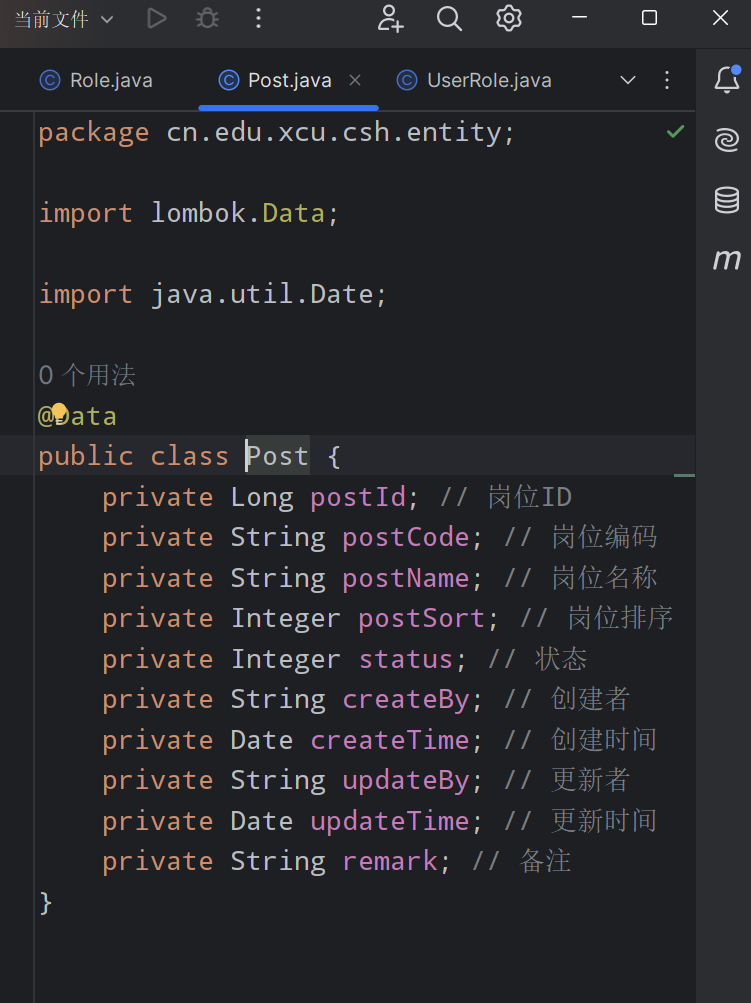 当前文件
Role.java Post.java UserRole.java
package cn.edu.xcu.csh.entity;
import lombok.Data;
import java.util.Date;
0 个用法
@Data
public class Post {
private Long postId; // 岗位ID
private String postCode; // 岗位编码
private String postName; // 岗位名称
private Integer postSort; // 岗位排序
private Integer status; // 状态
private String createBy; // 创建者
private Date createTime; // 创建时间
private String updateBy; // 更新者
private Date updateTime; // 更新时间
private String remark; // 备注
}